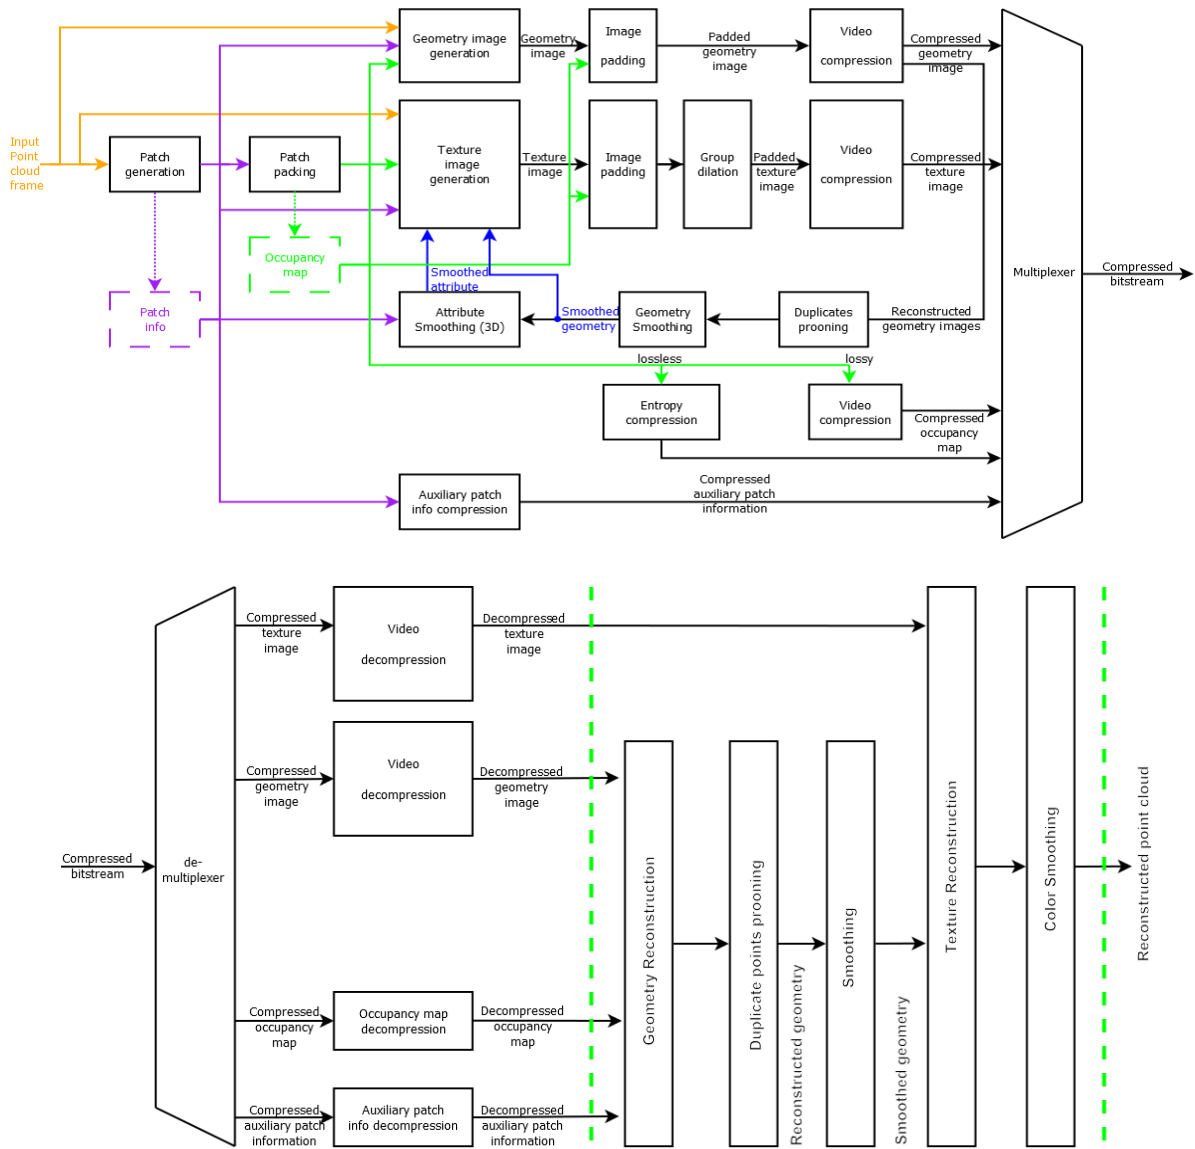 Geometry image
generation
Geometry
image
Image
padding
Padded
geometry
image
Video
compression
Compressed
geometry
image
Input
Point
cloud
frame
Patch
generation
Patch
packing
Texture
image
generation
Texture
image
Image
padding
Group
dilation
Padded
texture
image
Video
compression
Compressed
texture
image
Occupancy
map
Smoothed
attribute
Multiplexer
Compressed
bitstream
Patch
info
Attribute
Smoothing (3D)
Smoothed
geometry
Geometry
Smoothing
Duplicates
prooning
Reconstructed
geometry images
lossless
lossy
Entropy
compression
Video
compression
Compressed
occupancy
map
Auxiliary patch
info compression
Compressed
auxiliary patch
information
Compressed
texture
image
Video
decompression
Decompressed
texture
image
Compressed
geometry
image
Video
decompression
Decompressed
geometry
image
Compressed
bitstream
de-
multiplexer
Compressed
occupancy
map
Occupancy map
decompression
Decompressed
occupancy
map
Compressed
auxiliary patch
information
Auxiliary patch
info decompression
Decompressed
auxiliary patch
information
Geometry Reconstruction
Duplicate points prooning
Reconstructed geometry
Smoothing
Smoothed geometry
Texture Reconstruction
Color Smoothing
Reconstructed point cloud